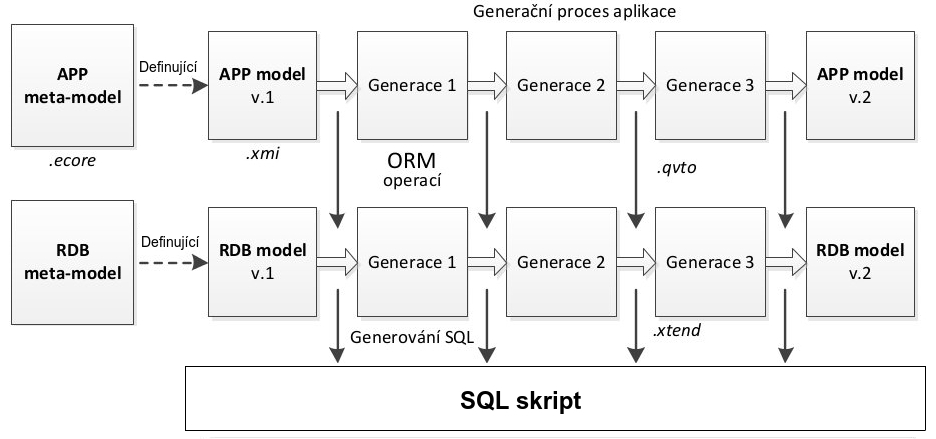 Generační proces aplikace
APP
meta-model
Definující
APP model
v.1
Generace 1
Generace 2
Generace 3
APP model
v.2
.ecore
.xmi
ORM
operací
.qvto
RDB
meta-model
Definující
RDB model
v.1
Generace 1
Generace 2
Generace 3
RDB model
v.2
Generování SQL
.xtend
SQL skript